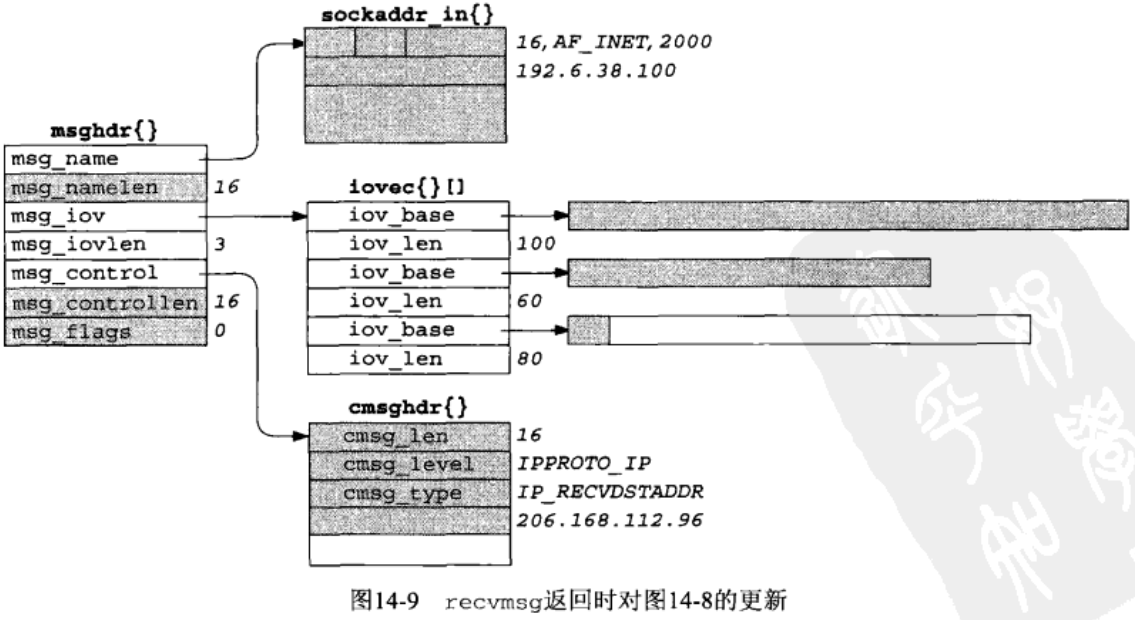 sockaddr_in{}
16, AF_INET, 2000
192.6.38.100
msghdr{}
msg_name
msg_namelen 16
msg_iov
msg_iovlen 3
msg_control
msg_controllen 16
msg_flags 0
iovec{}[]
iov_base
iov_len 100
iov_base
iov_len 60
iov_base
iov_len 80
cmsghdr{}
cmsg_len 16
cmsg_level IPPROTO_IP
cmsg_type IP_RECVDSTADDR
206.168.112.96
图14-9 recvmsg返回时对图14-8的更新